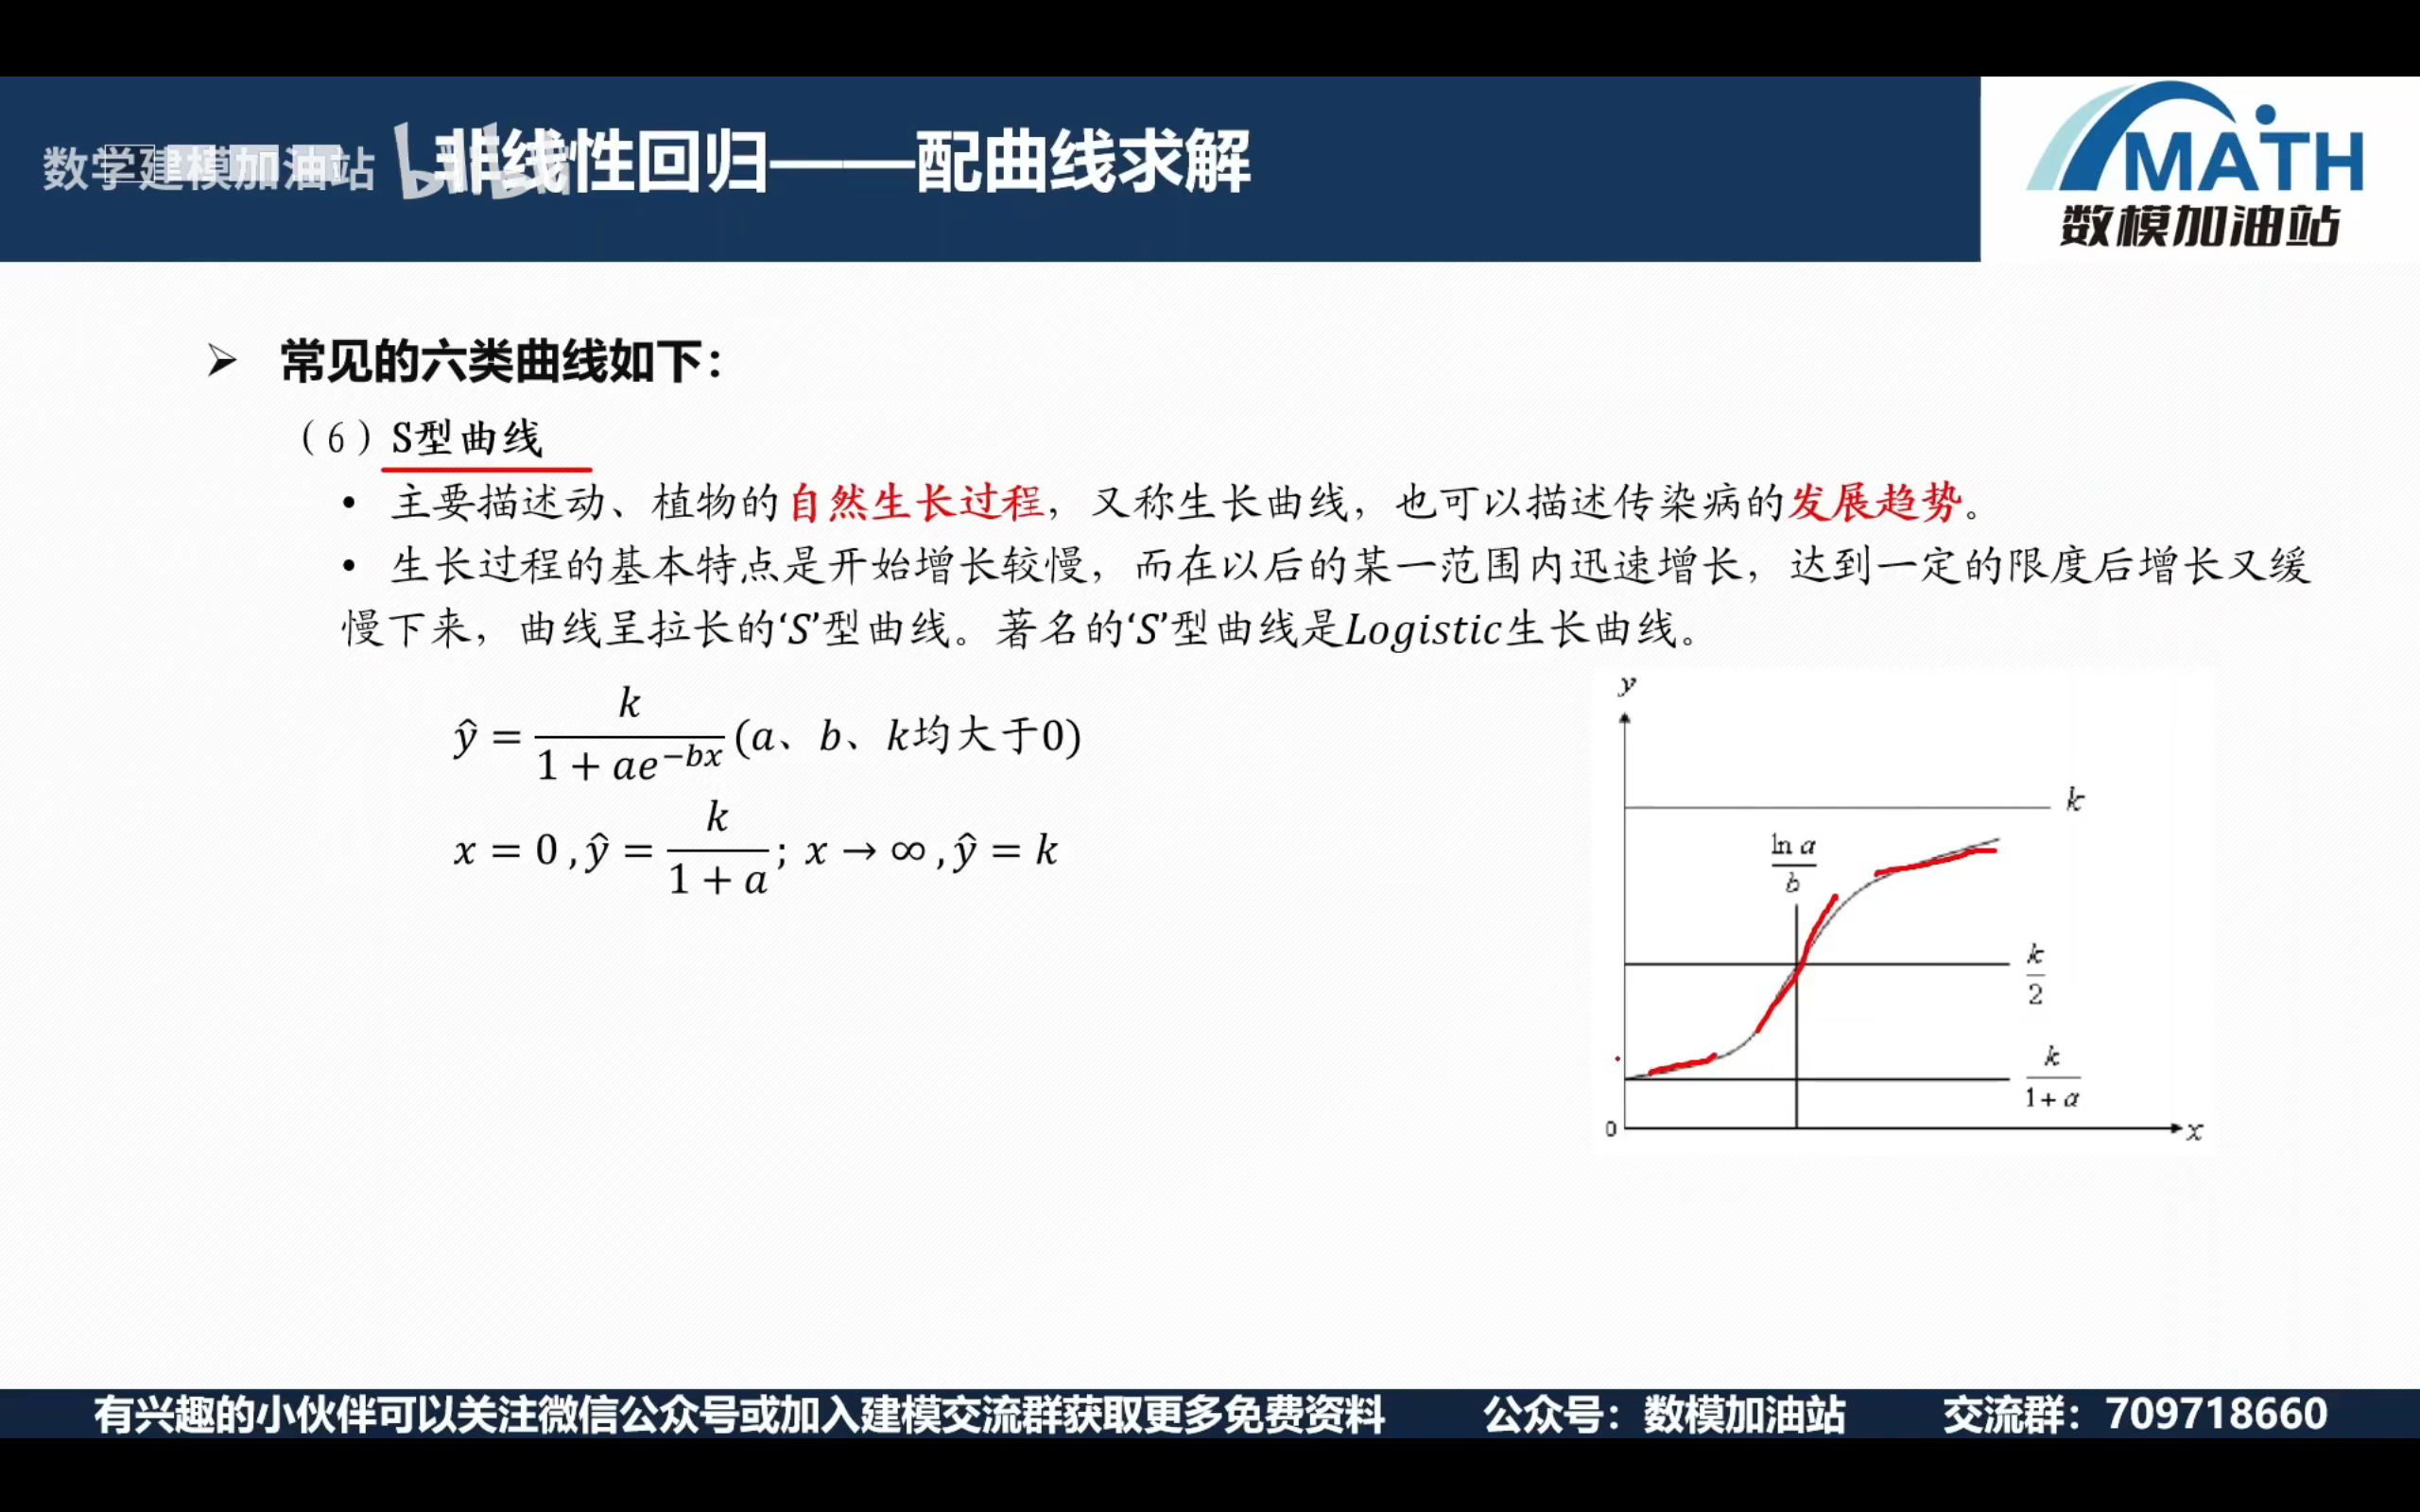 数学建模加油站 bilibili
非线性回归——配曲线求解
MATH
数模加油站
常见的六类曲线如下：
（6）S型曲线
• 主要描述动、植物的自然生长过程，又称生长曲线，也可以描述传染病的发展趋势。
• 生长过程的基本特点是开始增长较慢，而在以后的某一范围内迅速增长，达到一定的限度后增长又缓
慢下来，曲线呈拉长的‘S’型曲线。著名的‘S’型曲线是Logistic生长曲线。
ŷ = k/(1 + ae^(−bx)) (a、b、k均大于0)
x = 0 , ŷ = k/(1 + a) ; x → ∞ , ŷ = k
y
k
ln a / b
k/2
k/(1 + a)
0
x
有兴趣的小伙伴可以关注微信公众号或加入建模交流群获取更多免费资料 公众号：数模加油站 交流群：709718660